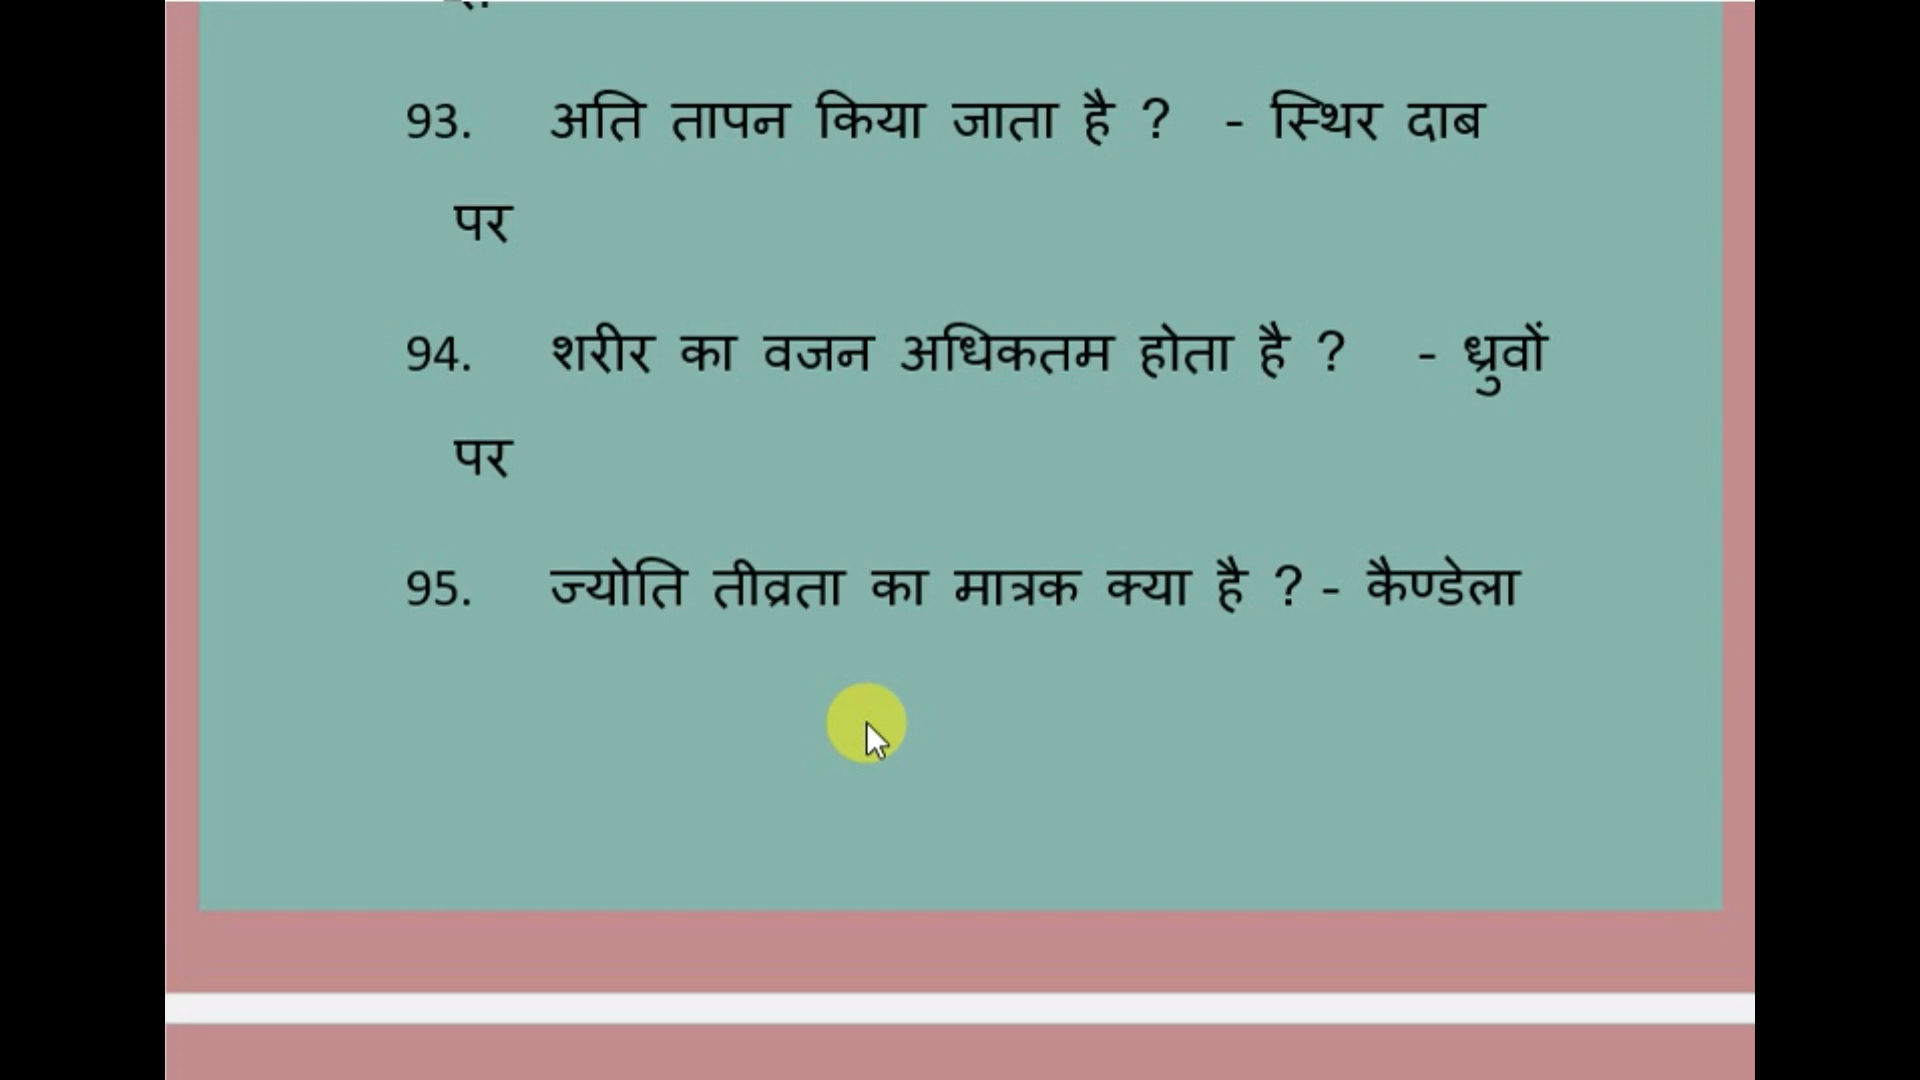 93. अति तापन किया जाता है ? - स्थिर दाब
पर
94. शरीर का वजन अधिकतम होता है ? - ध्रुवों
पर
95. ज्योति तीव्रता का मात्रक क्या है ? - कैण्डेला